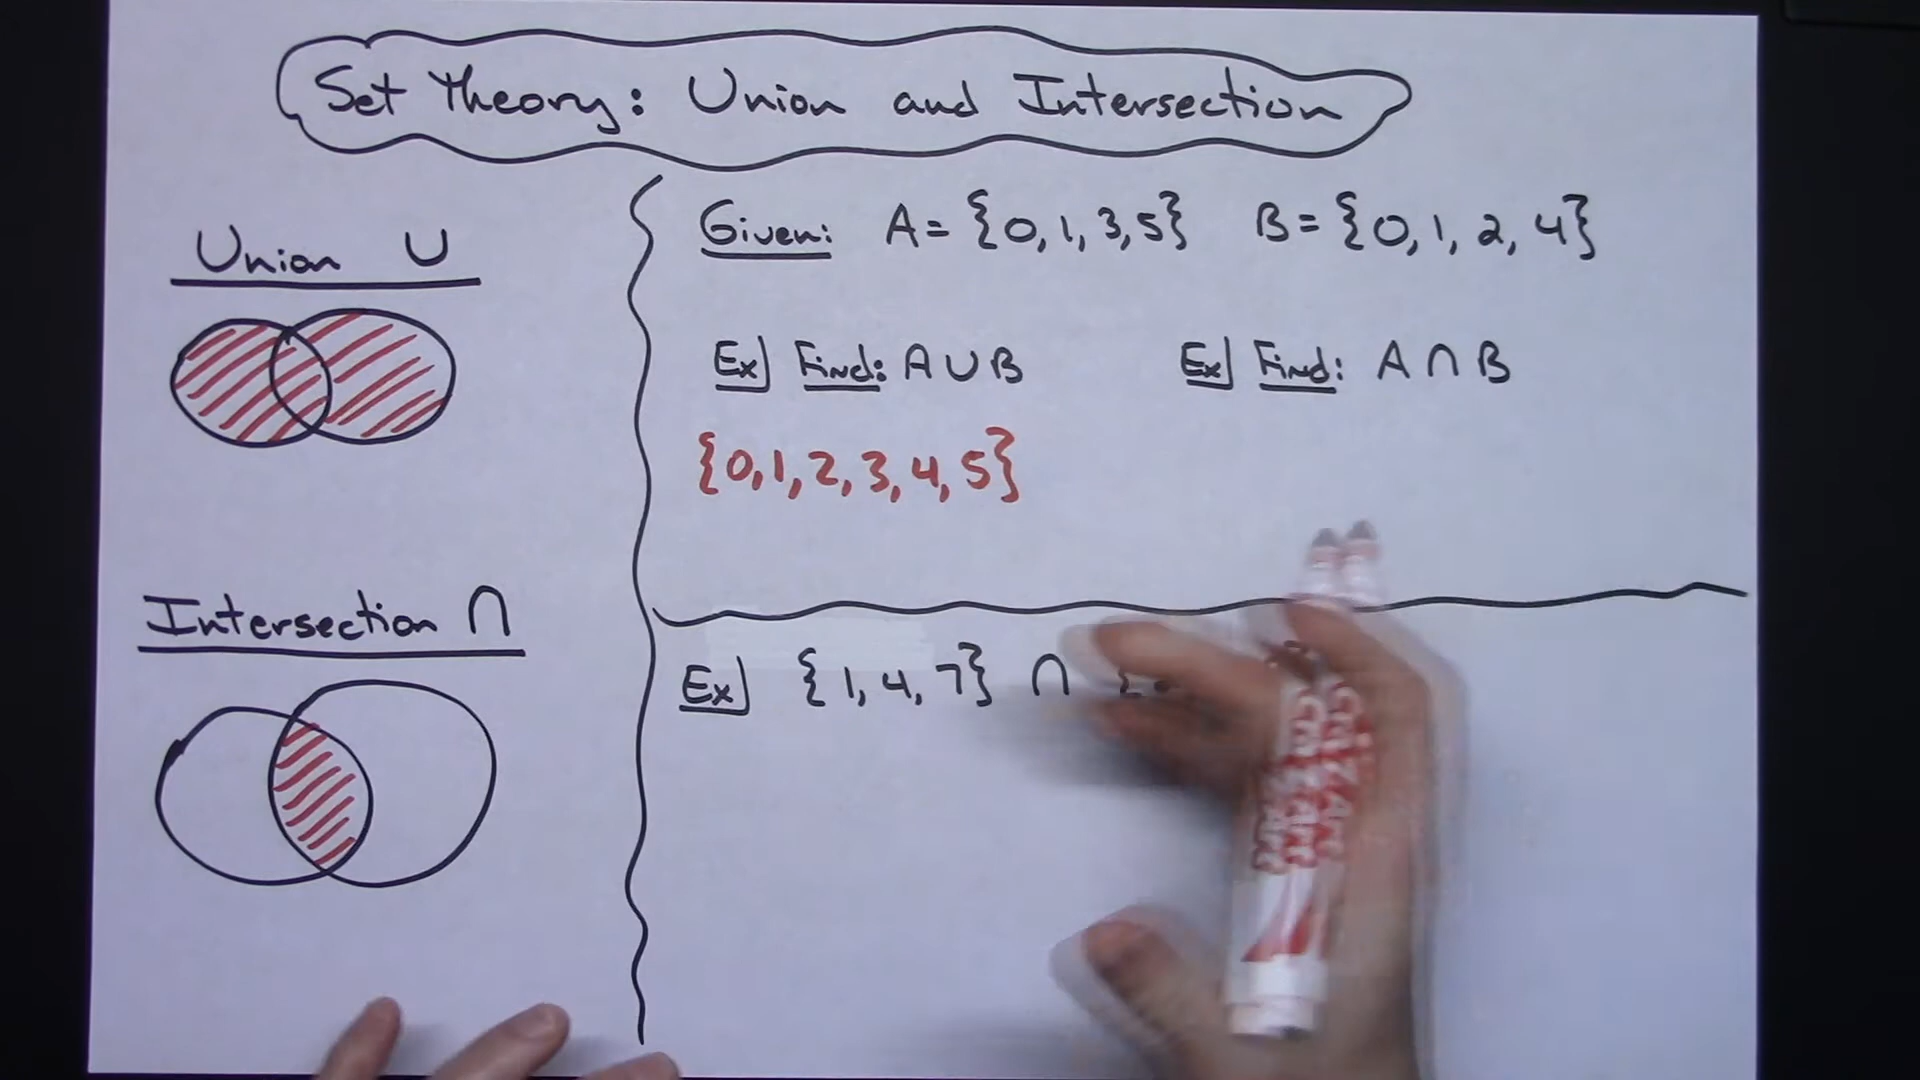 Set Theory: Union and Intersection
Union ∪
Intersection ∩
Given: A = {0, 1, 3, 5} B = {0, 1, 2, 4}
Ex] Find: A ∪ B
{0, 1, 2, 3, 4, 5}
Ex] Find: A ∩ B
Ex] {1, 4, 7} ∩